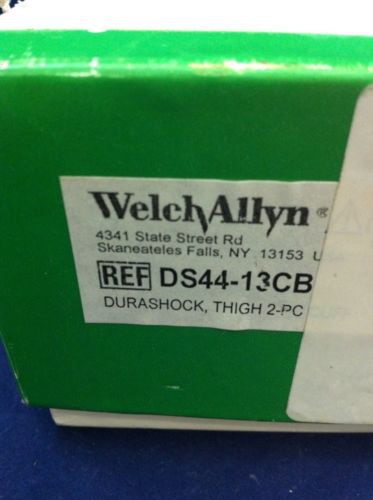 WelchAllyn®
4341 State Street Rd
Skaneateles Falls, NY 13153 U
REF DS44-13CB
DURASHOCK, THIGH 2-PC